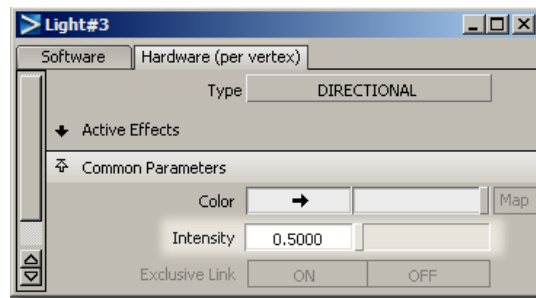 Light#3
Software Hardware (per vertex)
Type DIRECTIONAL
Active Effects
Common Parameters
Color Map
Intensity 0.5000
Exclusive Link ON OFF